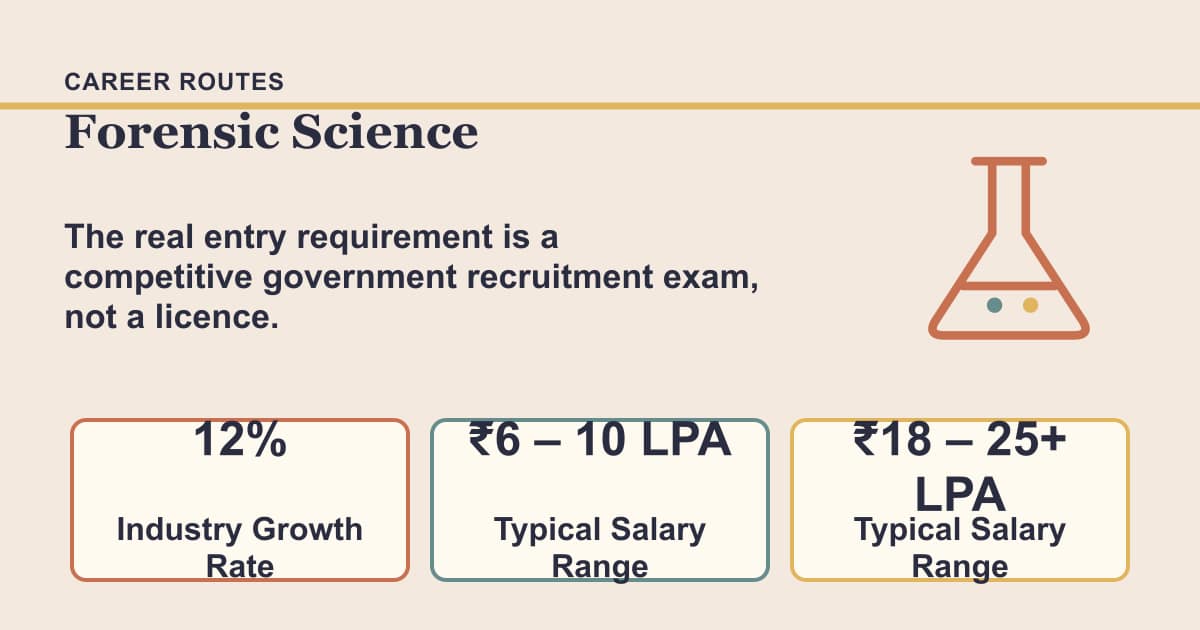 CAREER ROUTES
Forensic Science
The real entry requirement is a
competitive government recruitment exam,
not a licence.
12%
Industry Growth
Rate
₹6 – 10 LPA
Typical Salary
Range
₹18 – 25+
LPA
Typical Salary
Range